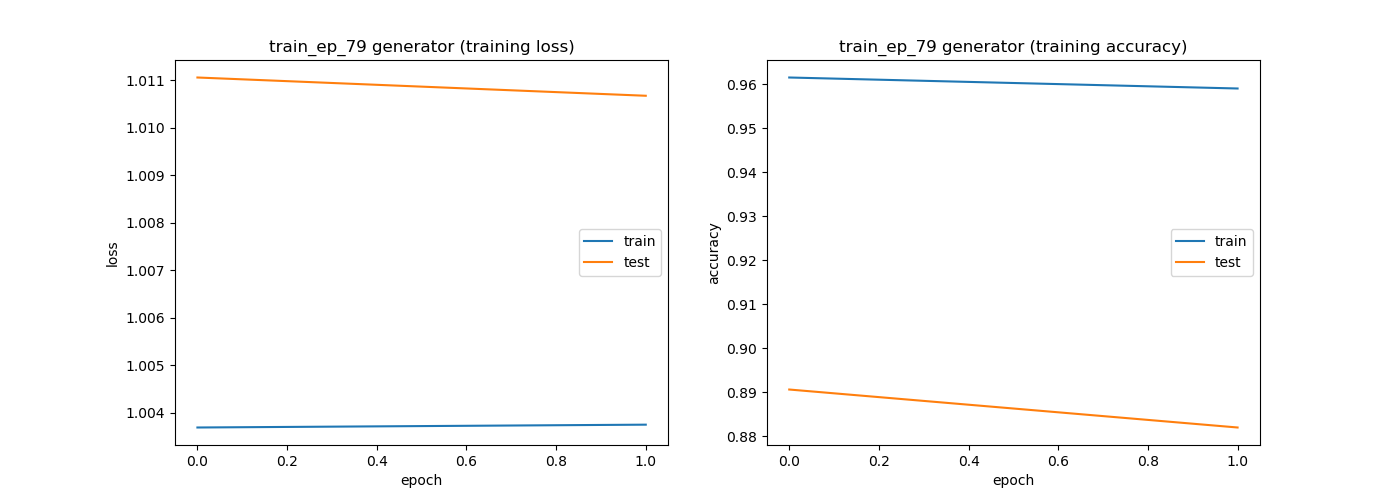 train_ep_79 generator (training loss)
1.011
1.010
1.009
1.008
1.007
1.006
1.005
1.004
loss
train
test
0.0 0.2 0.4 0.6 0.8 1.0
epoch
train_ep_79 generator (training accuracy)
0.96
0.95
0.94
0.93
0.92
0.91
0.90
0.89
0.88
accuracy
train
test
0.0 0.2 0.4 0.6 0.8 1.0
epoch